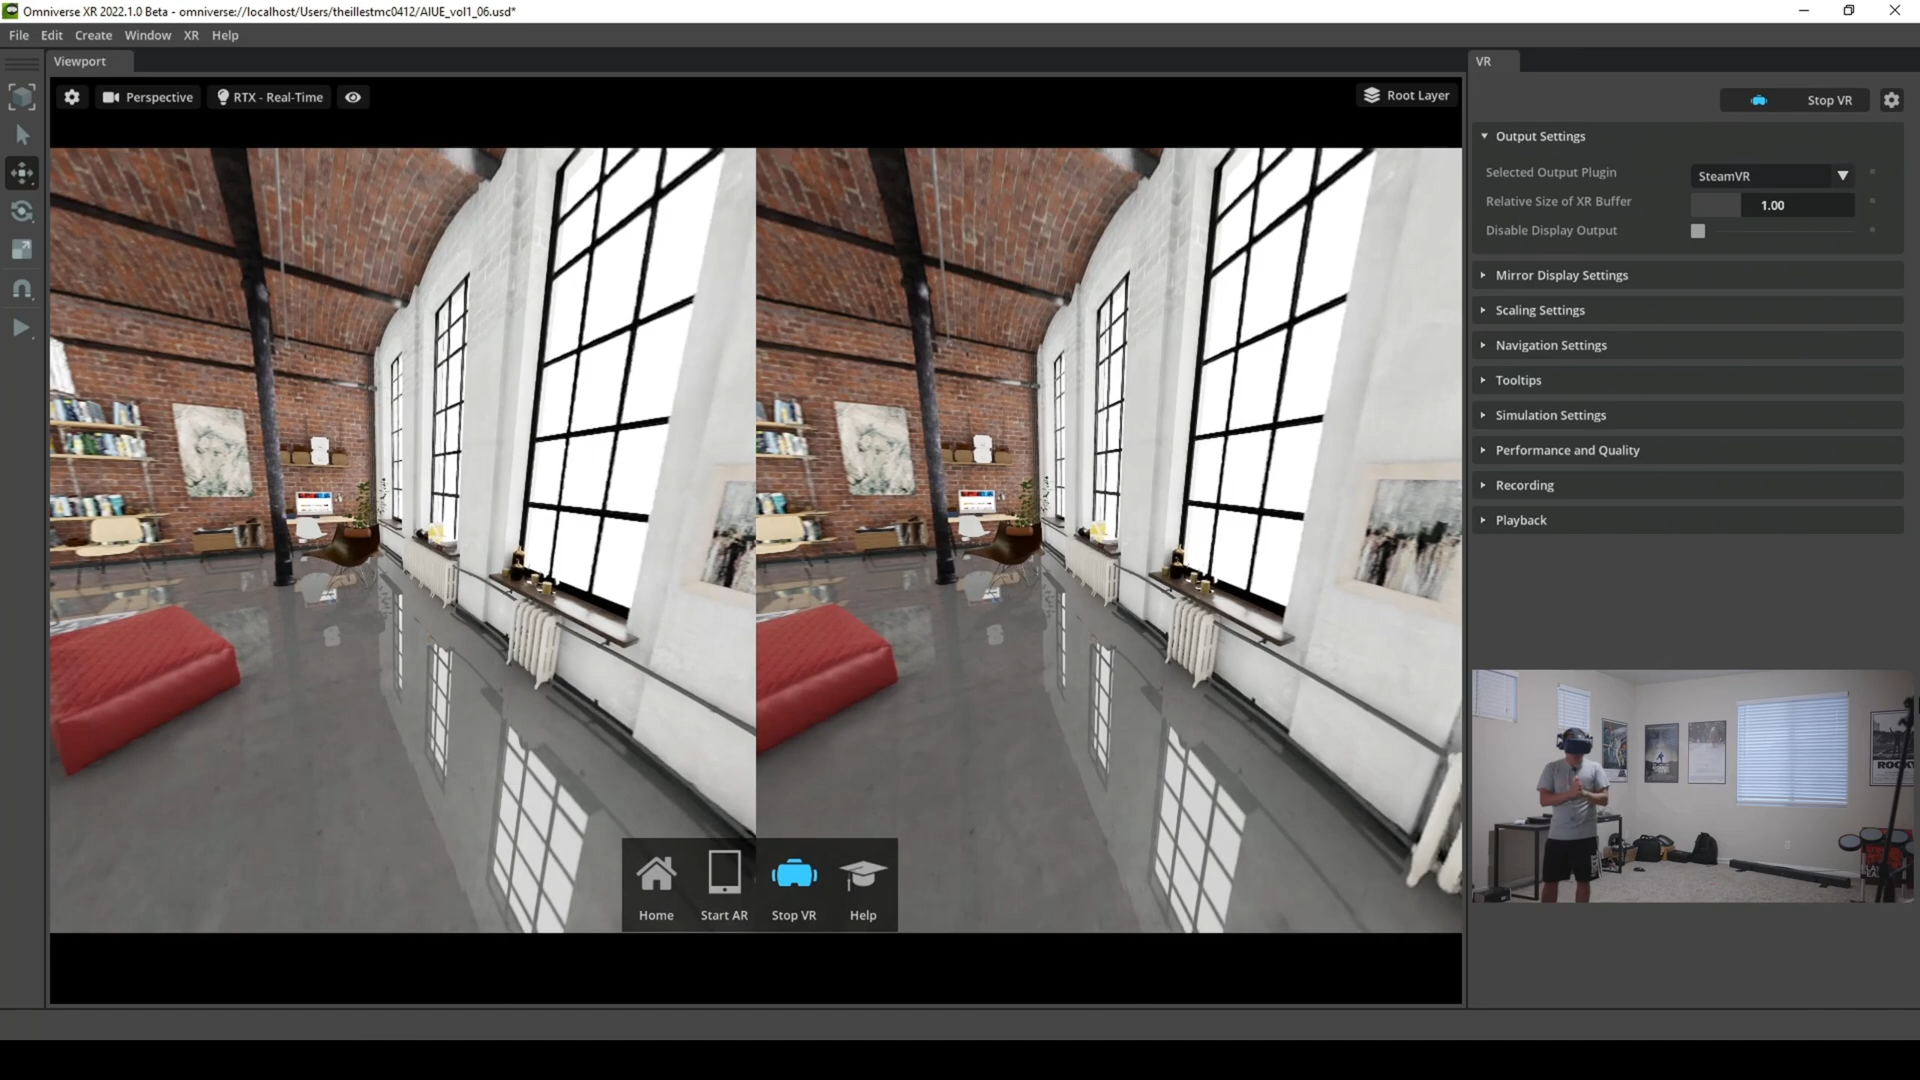 Omniverse XR 2022.1.0 Beta - omniverse://localhost/Users/theillestmc0412/AIUE_vol1_06.usd*
File Edit Create Window XR Help
Viewport
VR
Perspective
RTX - Real-Time
Root Layer
Stop VR
Output Settings
Selected Output Plugin
SteamVR
Relative Size of XR Buffer
1.00
Disable Display Output
Mirror Display Settings
Scaling Settings
Navigation Settings
Tooltips
Simulation Settings
Performance and Quality
Recording
Playback
ROCK
Home
Start AR
Stop VR
Help